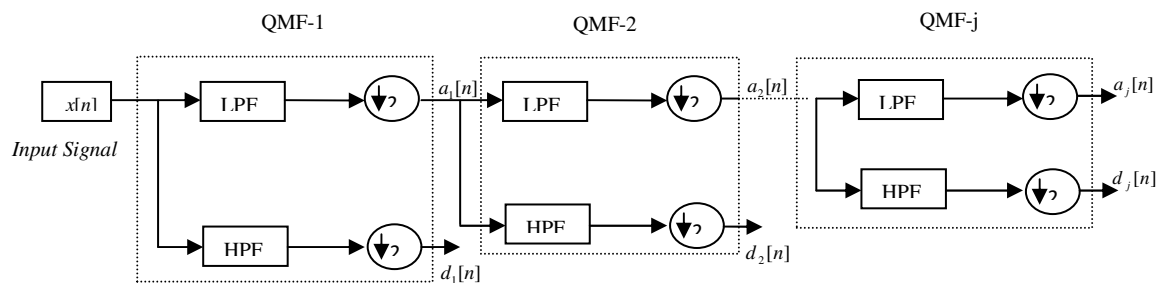 QMF-1
QMF-2
QMF-j
x[n]
Input Signal
LPF
↓2
a₁[n]
LPF
↓2
a₂[n]
LPF
↓2
aⱼ[n]
HPF
↓2
d₁[n]
HPF
↓2
d₂[n]
HPF
↓2
dⱼ[n]